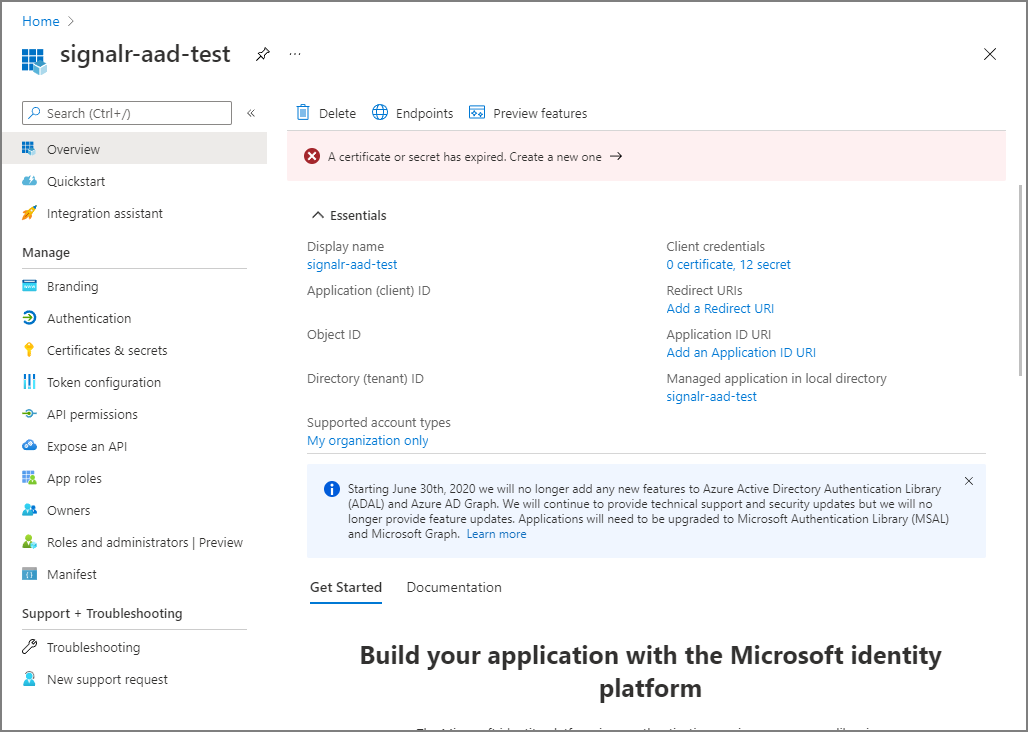 Home
signalr-aad-test
Search (Ctrl+/)
Overview
Quickstart
Integration assistant
Manage
Branding
Authentication
Certificates & secrets
Token configuration
API permissions
Expose an API
App roles
Owners
Roles and administrators | Preview
Manifest
Support + Troubleshooting
Troubleshooting
New support request
Delete Endpoints Preview features
A certificate or secret has expired. Create a new one →
Essentials
Display name
signalr-aad-test
Application (client) ID
Object ID
Directory (tenant) ID
Supported account types
My organization only
Client credentials
0 certificate, 12 secret
Redirect URIs
Add a Redirect URI
Application ID URI
Add an Application ID URI
Managed application in local directory
signalr-aad-test
Starting June 30th, 2020 we will no longer add any new features to Azure Active Directory Authentication Library
(ADAL) and Azure AD Graph. We will continue to provide technical support and security updates but we will no
longer provide feature updates. Applications will need to be upgraded to Microsoft Authentication Library (MSAL)
and Microsoft Graph. Learn more
Get Started Documentation
Build your application with the Microsoft identity
platform